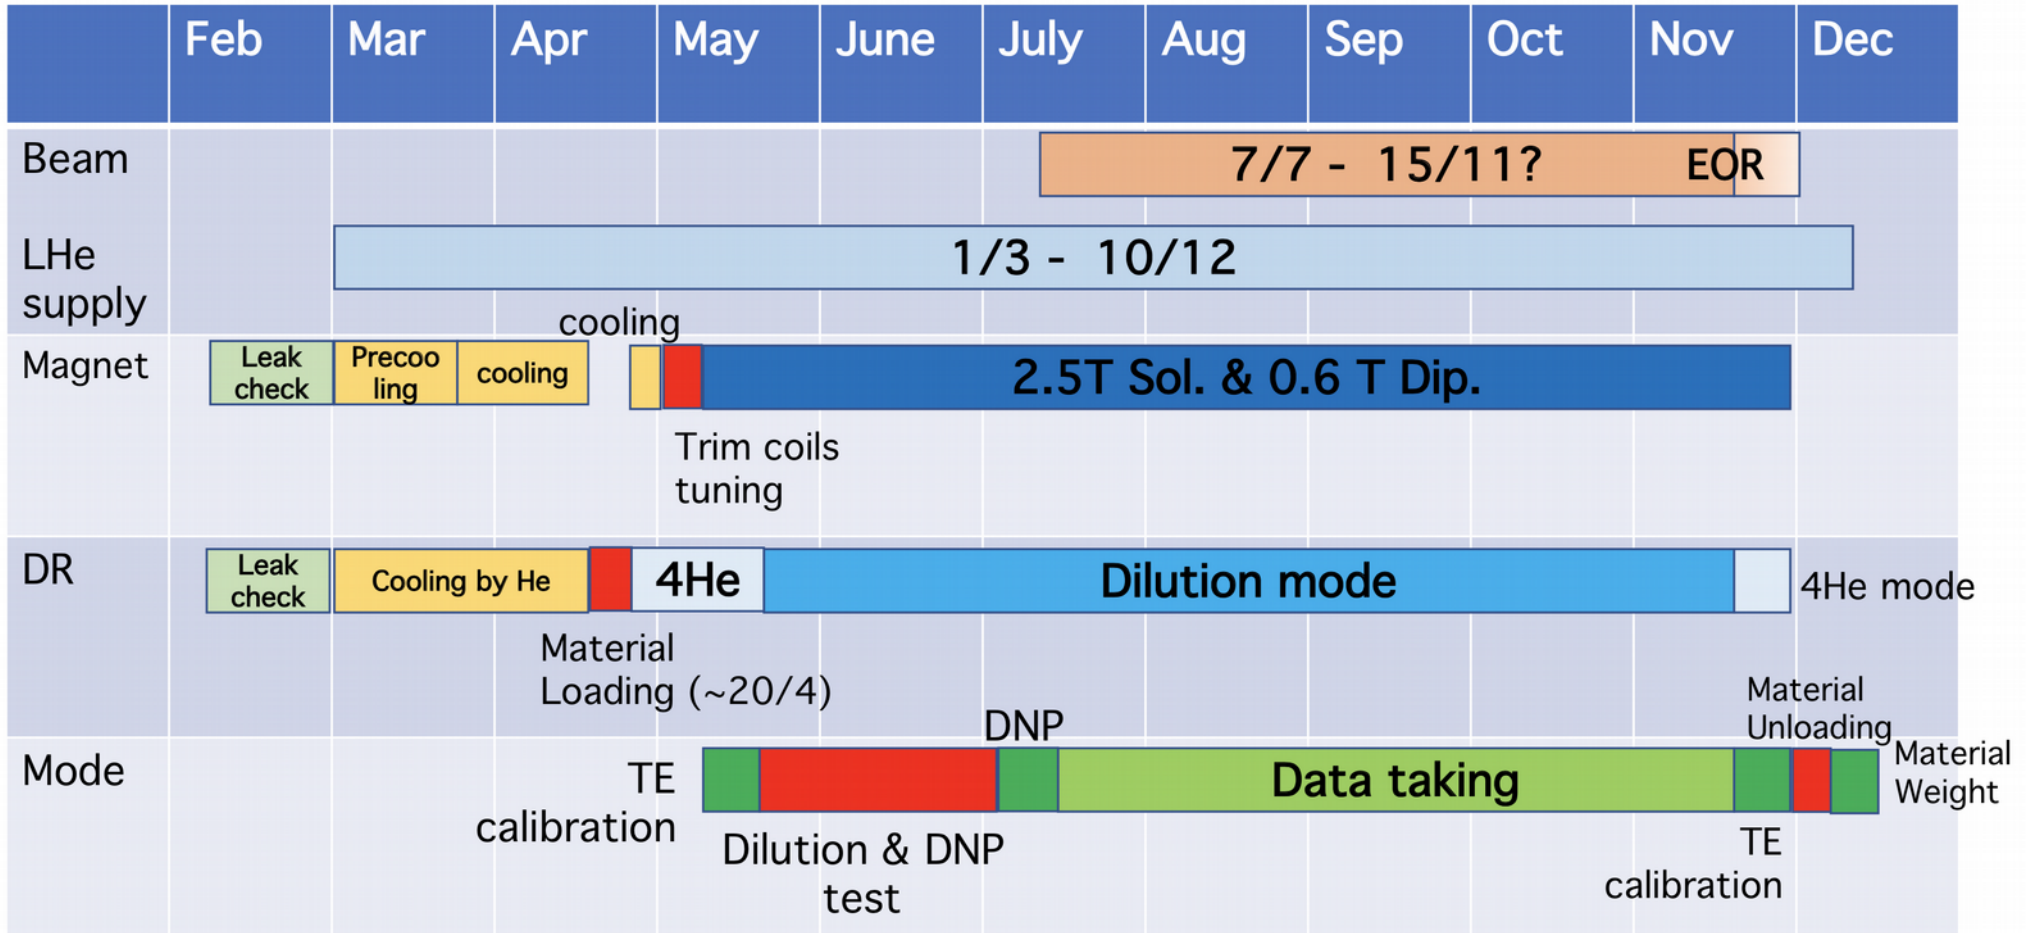 Feb Mar Apr May June July Aug Sep Oct Nov Dec
Beam
7/7 - 15/11?
EOR
LHe
supply
1/3 - 10/12
cooling
Magnet
Leak
check
Precoo
ling
cooling
2.5T Sol. & 0.6 T Dip.
Trim coils
tuning
DR
Leak
check
Cooling by He
4He
Dilution mode
4He mode
Material
Loading (~20/4)
Material
Unloading
DNP
Mode
TE
calibration
Data taking
Material
Weight
Dilution & DNP
test
TE
calibration